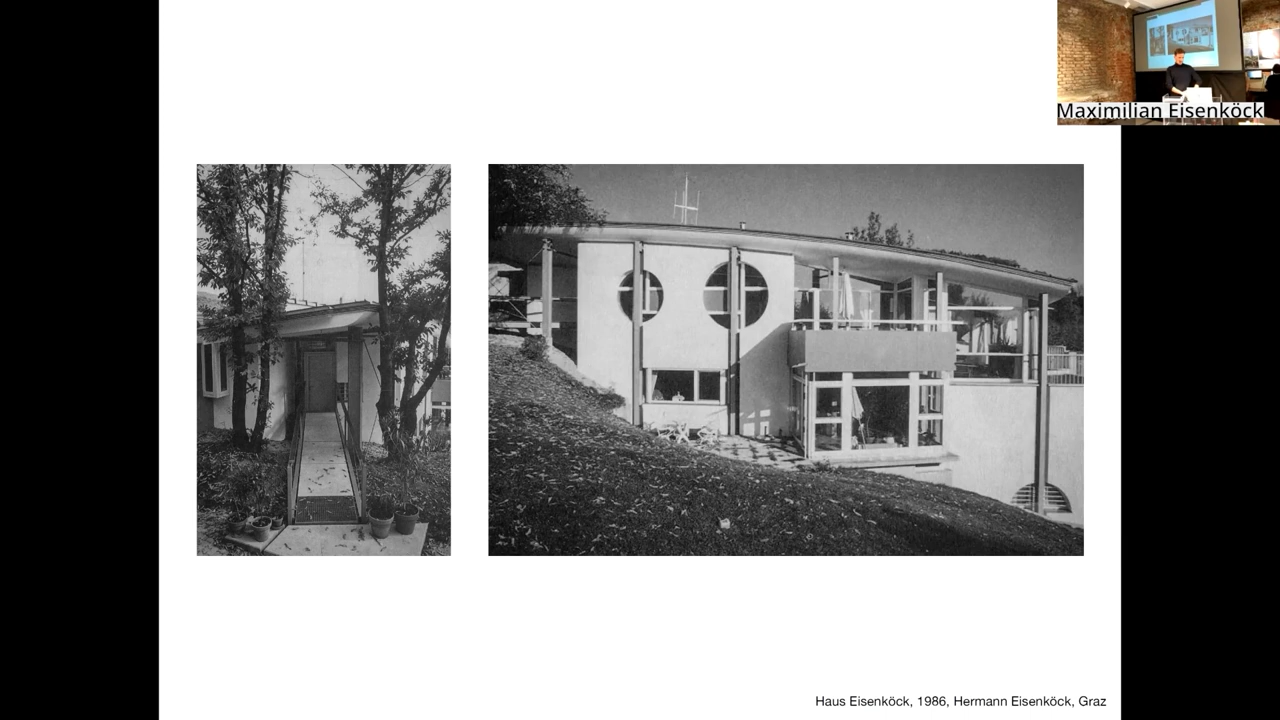 Maximilian Eisenköck
Haus Eisenköck, 1986, Hermann Eisenköck, Graz